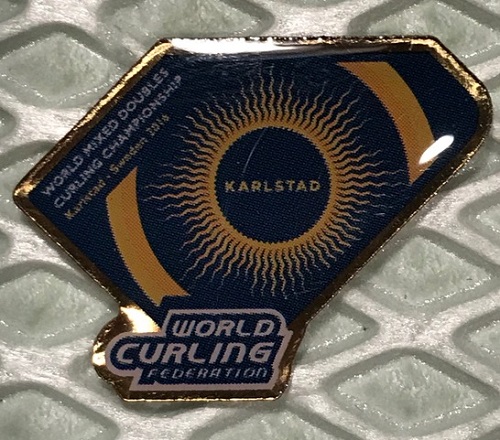 WORLD MIXED DOUBLES
CURLING CHAMPIONSHIP
Karlstad - Sweden 2016
KARLSTAD
WORLD
CURLING
FEDERATION